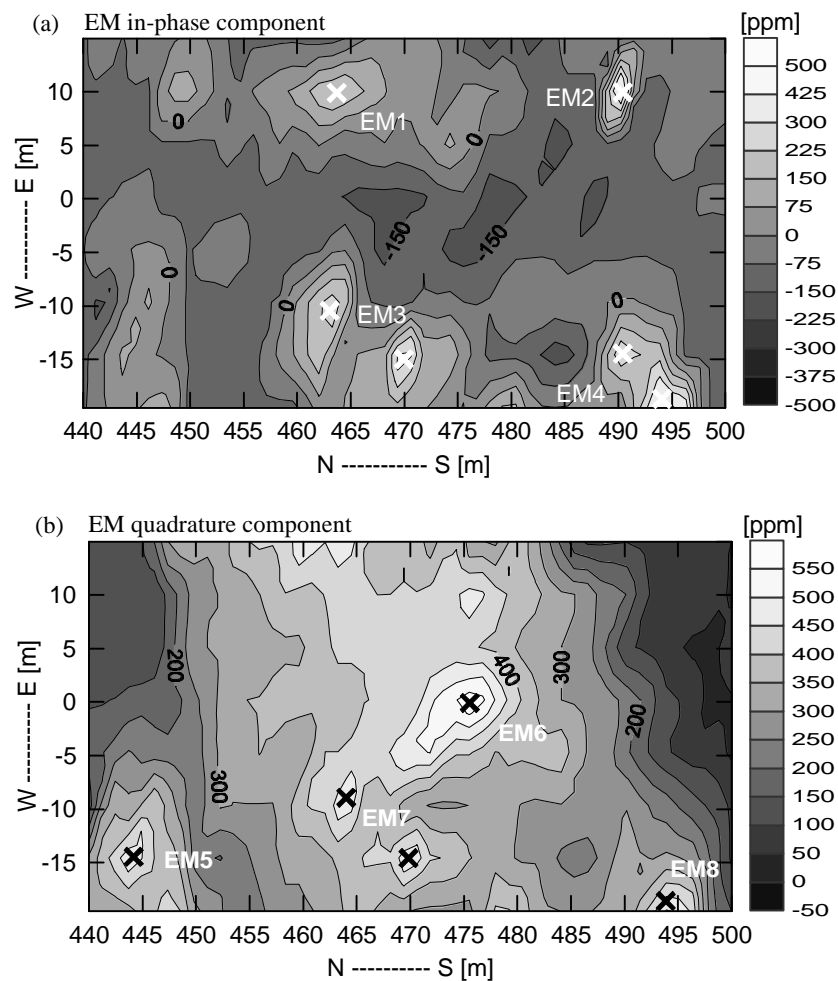 (a) EM in-phase component
[ppm]
10
5
0
-5
-10
-15
W --------- E [m]
EM1
EM2
EM3
EM4
0
0
0
0
0
-150
-150
500
425
300
225
150
75
0
-75
-150
-225
-300
-375
-500
440 445 450 455 460 465 470 475 480 485 490 495 500
N ------------ S [m]
(b) EM quadrature component
[ppm]
10
5
0
-5
-10
-15
W --------- E [m]
200
300
400
300
200
EM6
EM7
EM5
EM8
550
500
450
400
350
300
250
200
150
100
50
0
-50
440 445 450 455 460 465 470 475 480 485 490 495 500
N ---------- S [m]